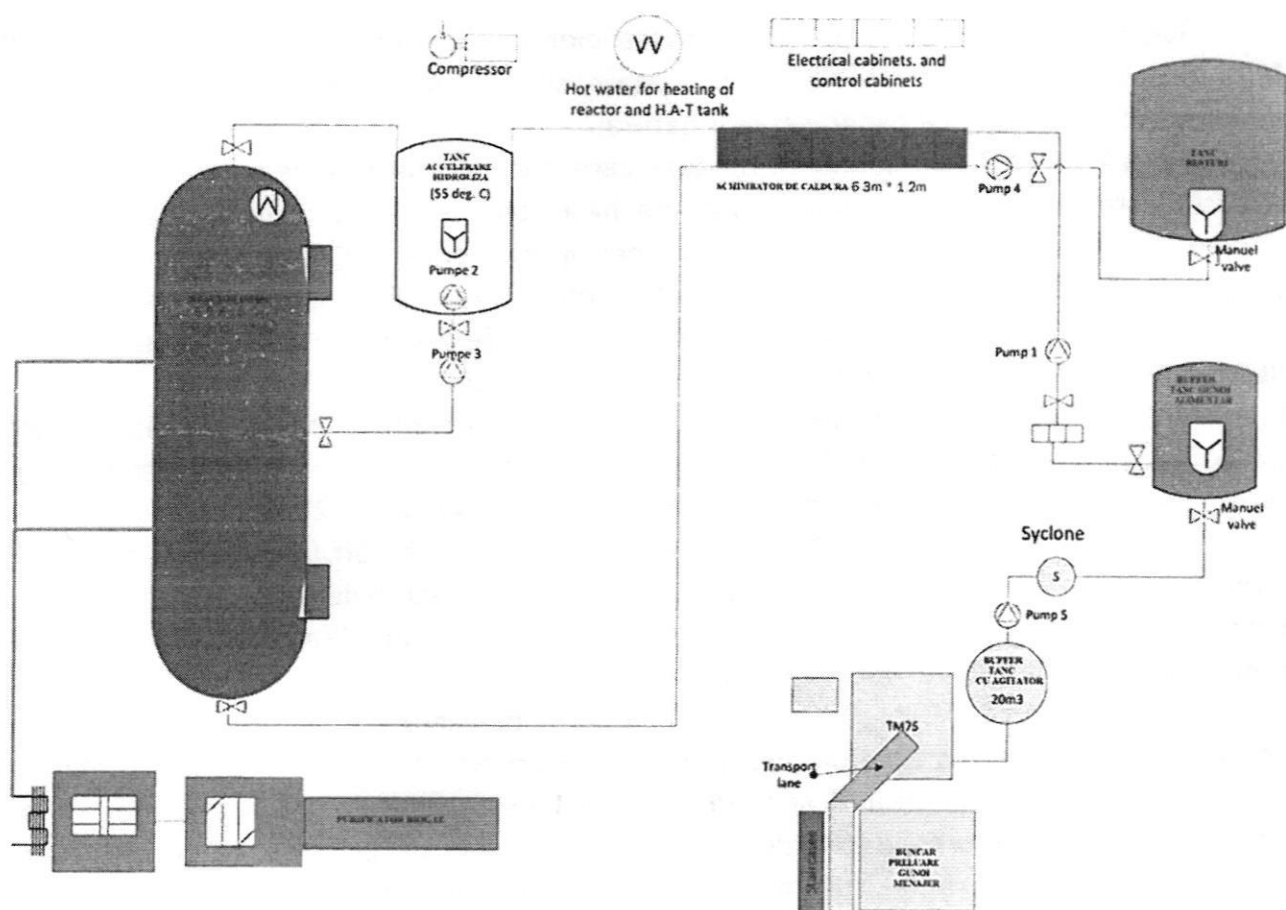 Compressor
VV
Hot water for heating of
reactor and H.A-T tank
Electrical cabinets. and
control cabinets
TANC
ACCELERARE
HIDROLIZA
(55 deg. C)
Pumpe 2
Pumpe 3
SCHIMBATOR DE CALDURA 6.3m * 1.2m
Pump 4
TANC
RESTURI
Manuel
valve
Pump 1
BUFFER
TANC GUNOI
ALIMENTAR
Manuel
valve
Syclone
S
Pump 5
BUFFER
TANC
CU AGITATOR
20m3
TM25
Transport
lane
Staircases
BUNCAR
PRELUARE
GUNOI
MENAJER
PURIFICATOR BIOGAZ